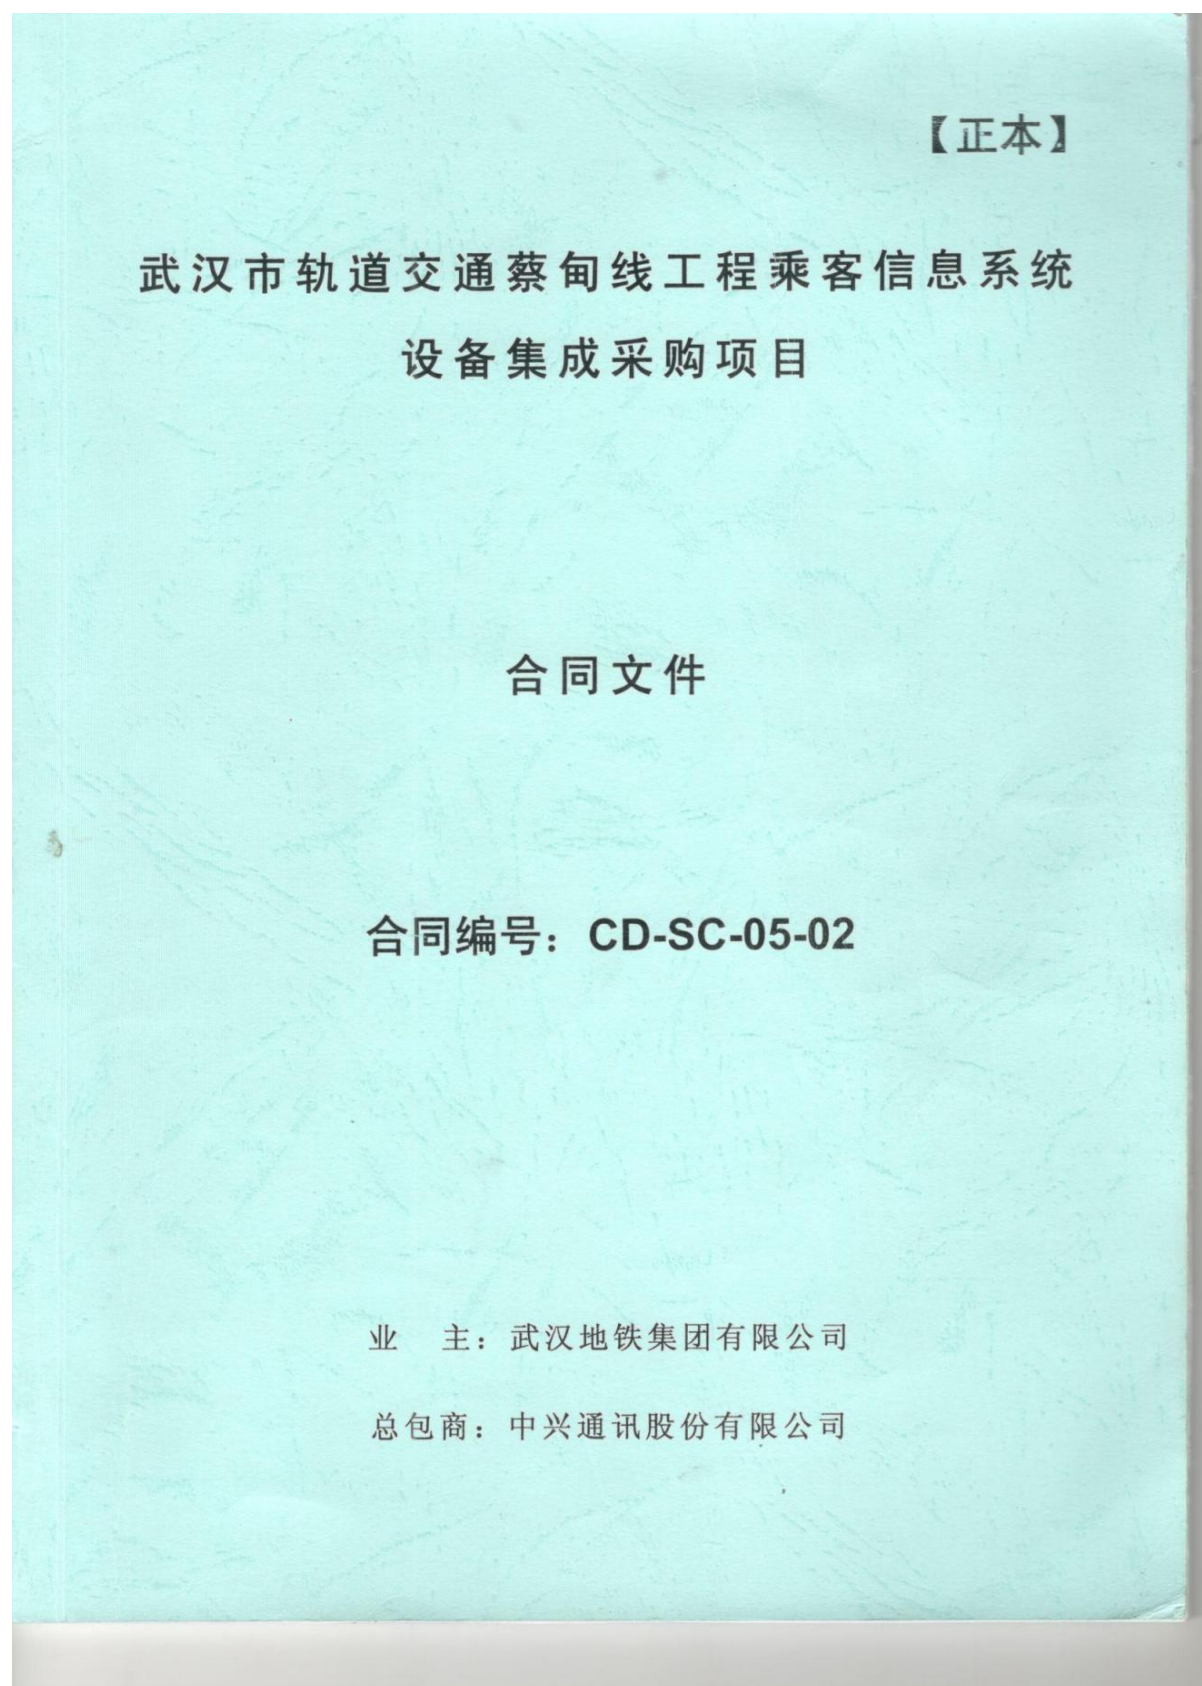 【正本】
武汉市轨道交通蔡甸线工程乘客信息系统
设备集成采购项目
合同文件
合同编号：CD-SC-05-02
业　主：武汉地铁集团有限公司
总包商：中兴通讯股份有限公司